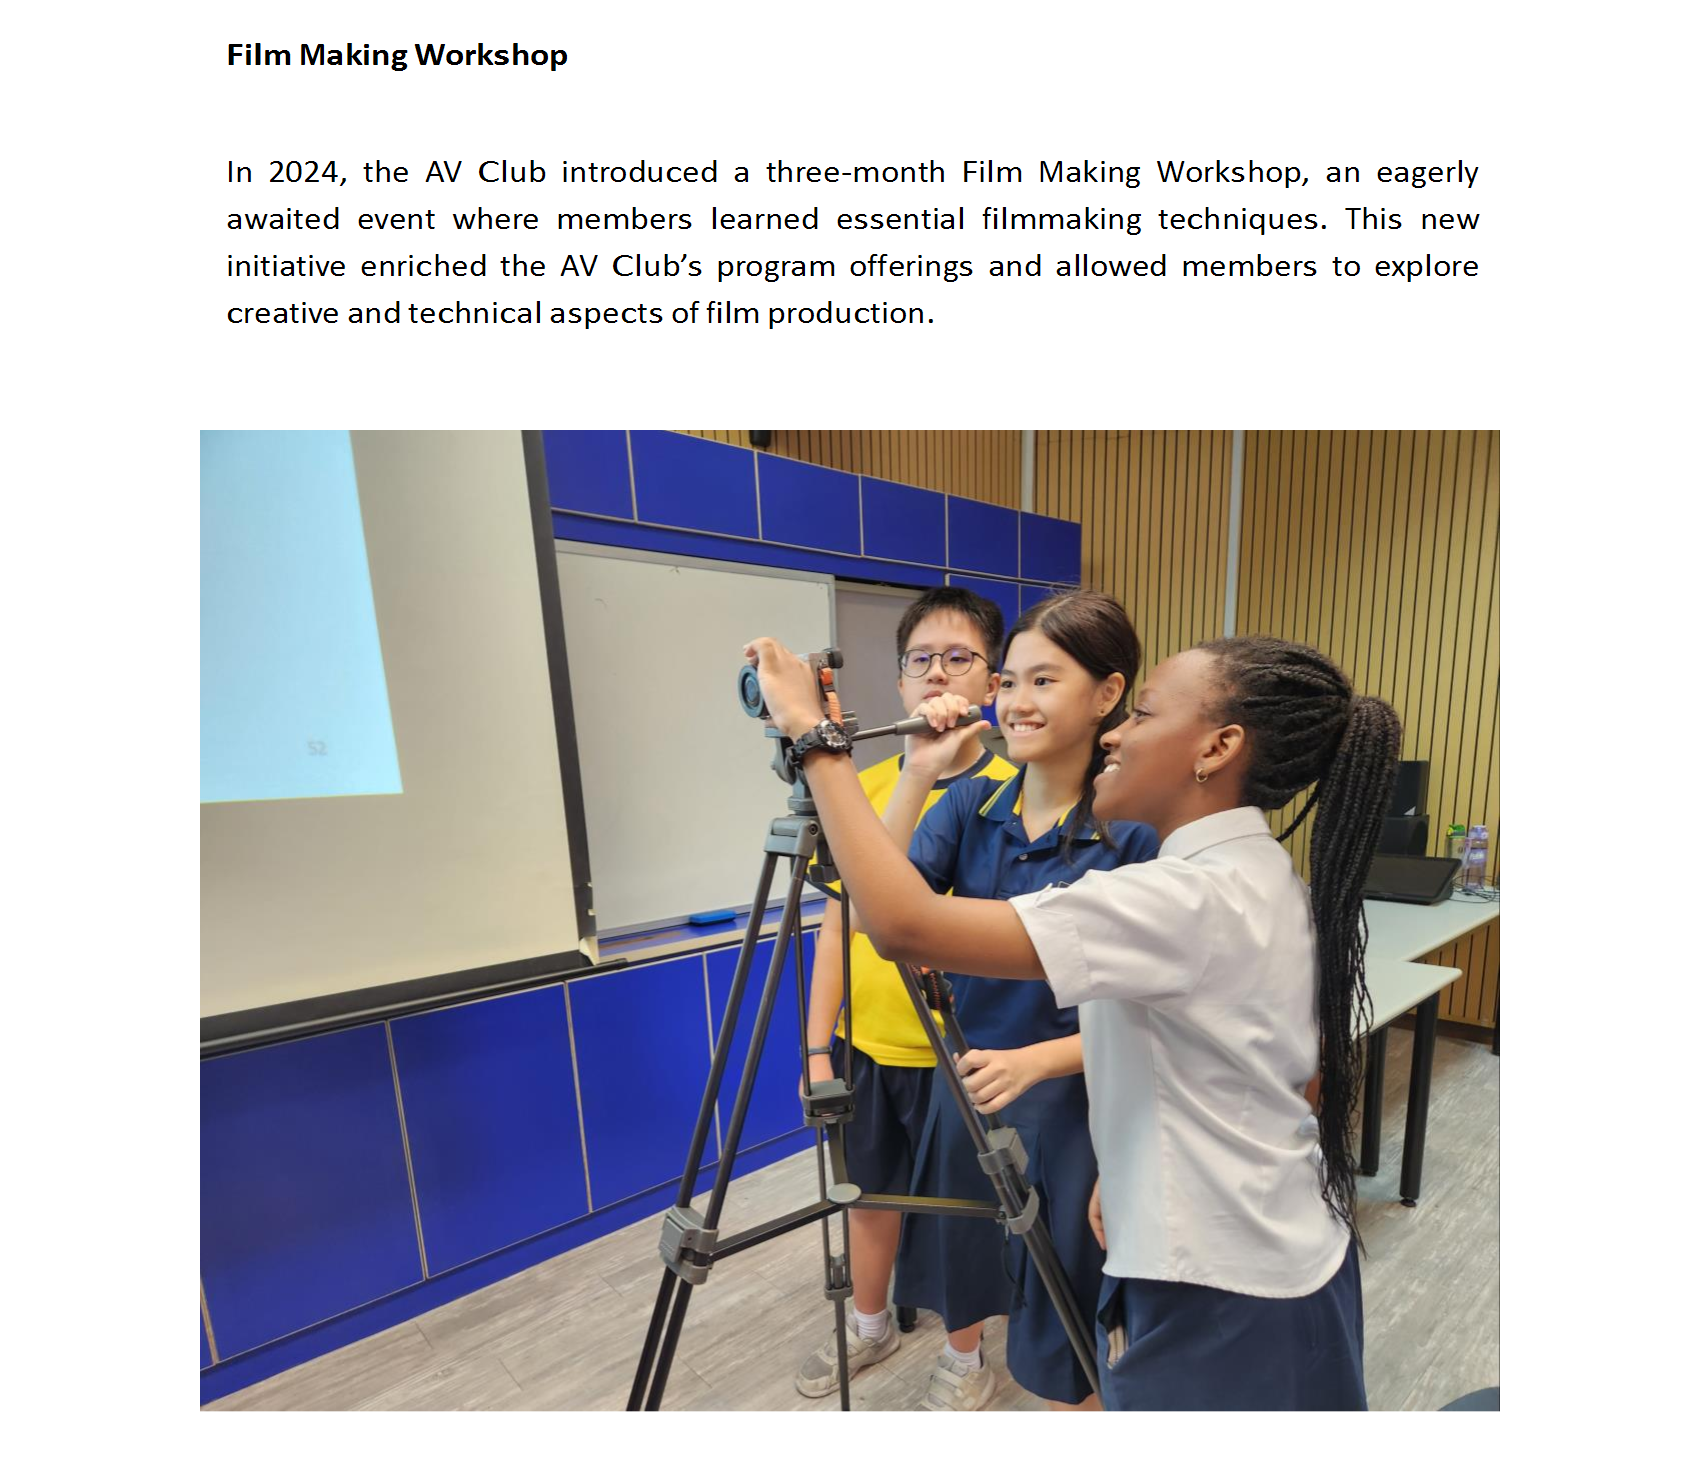 Film Making Workshop
In 2024, the AV Club introduced a three-month Film Making Workshop, an eagerly
awaited event where members learned essential filmmaking techniques. This new
initiative enriched the AV Club’s program offerings and allowed members to explore
creative and technical aspects of film production.
52